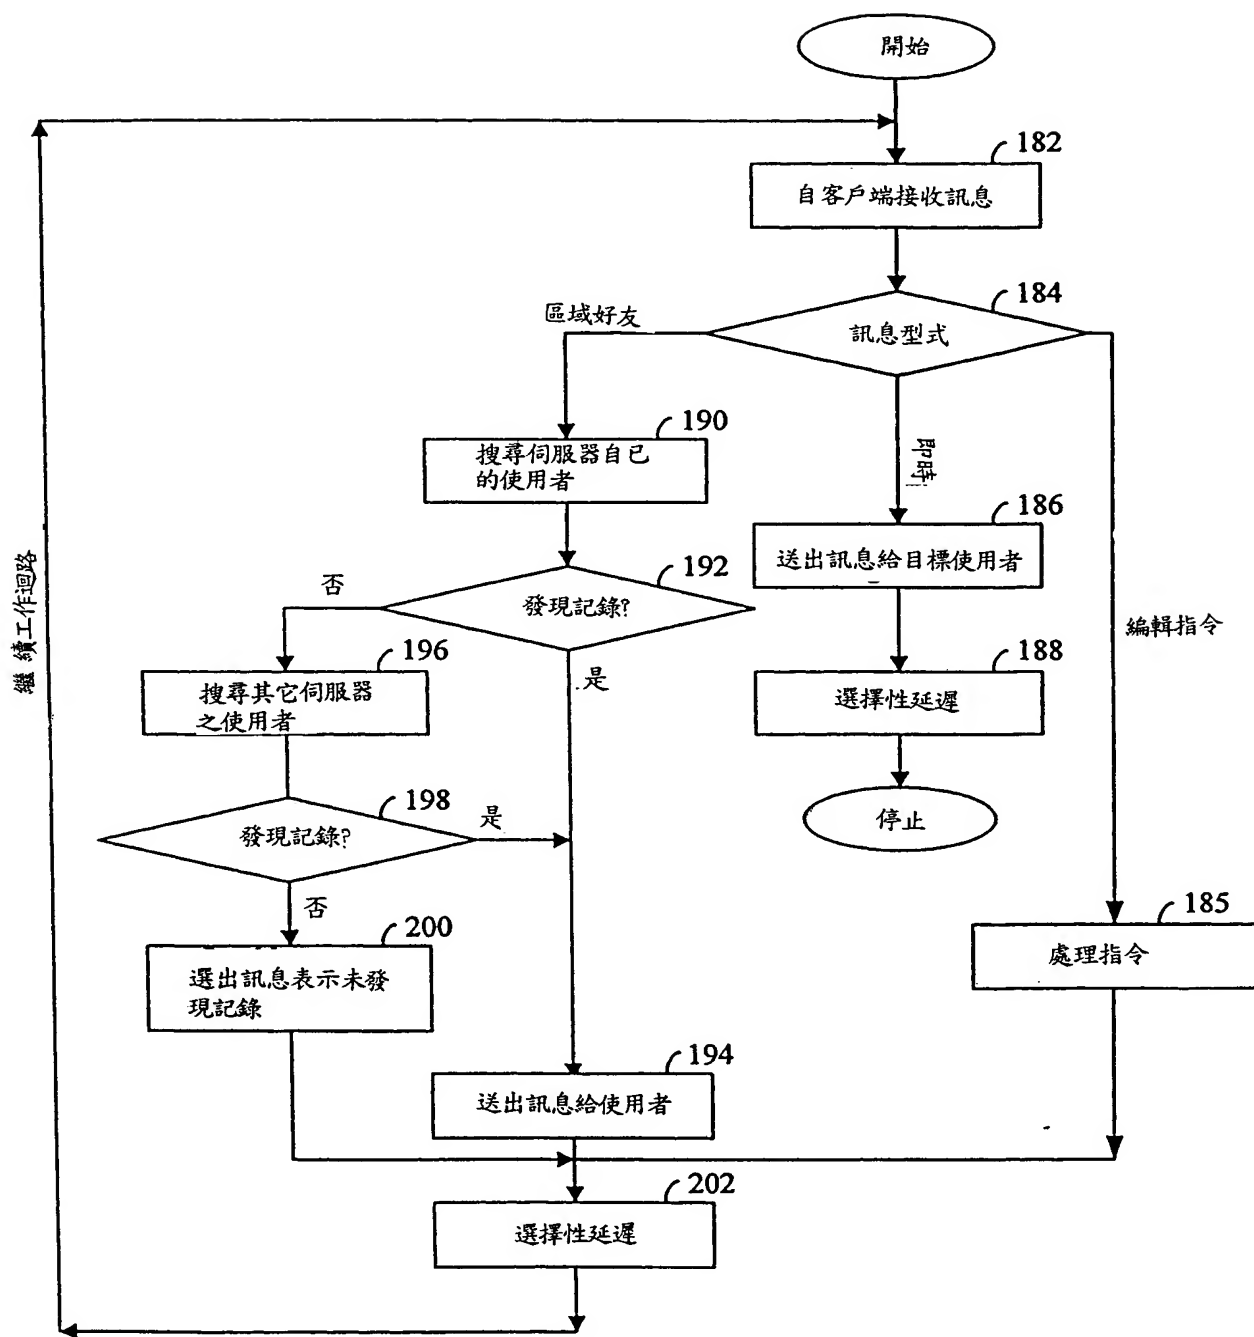 開始
182
自客戶端接收訊息
184
訊息型式
區域好友
即時
編輯指令
190
搜尋伺服器自已
的使用者
186
送出訊息給目標使用者
192
發現記錄?
否
是
196
搜尋其它伺服器
之使用者
188
選擇性延遲
停止
198
發現記錄?
是
否
200
選出訊息表示未發
現記錄
185
處理指令
194
送出訊息給使用者
202
選擇性延遲
繼續工作迴路